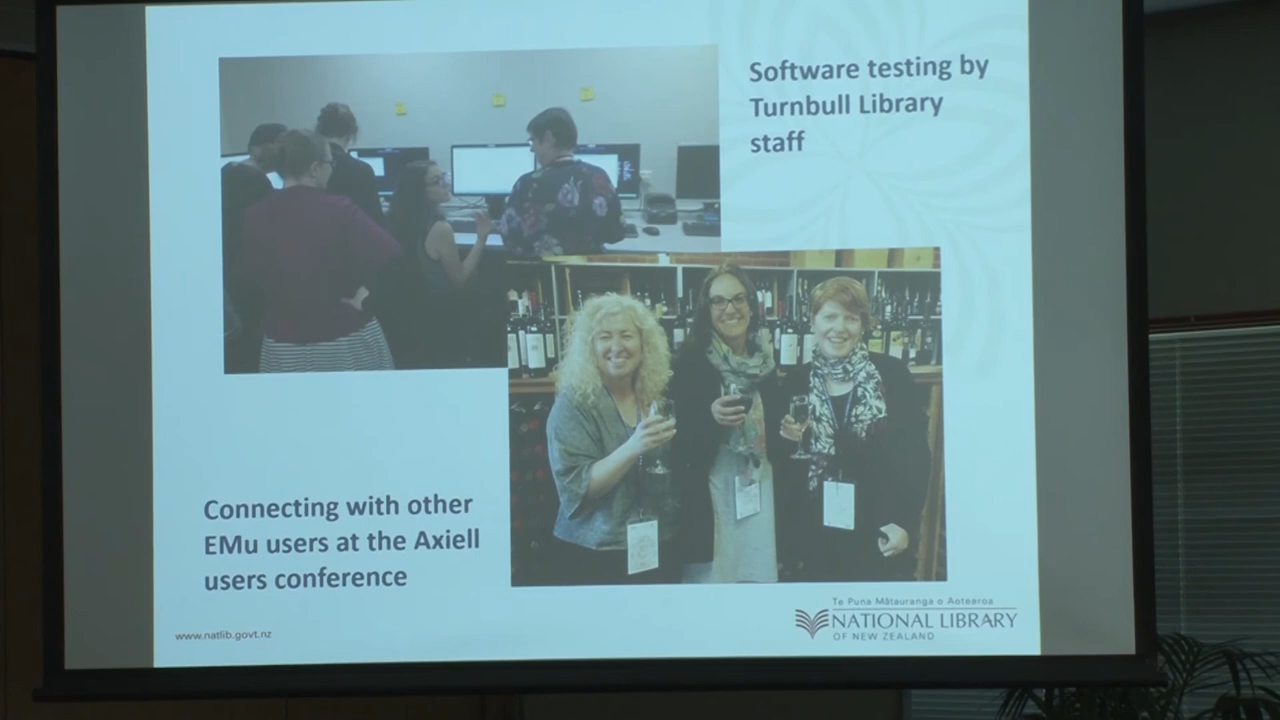 Software testing by
Turnbull Library
staff
Connecting with other
EMu users at the Axiell
users conference
www.natlib.govt.nz
Te Puna Mātauranga o Aotearoa
NATIONAL LIBRARY
OF NEW ZEALAND